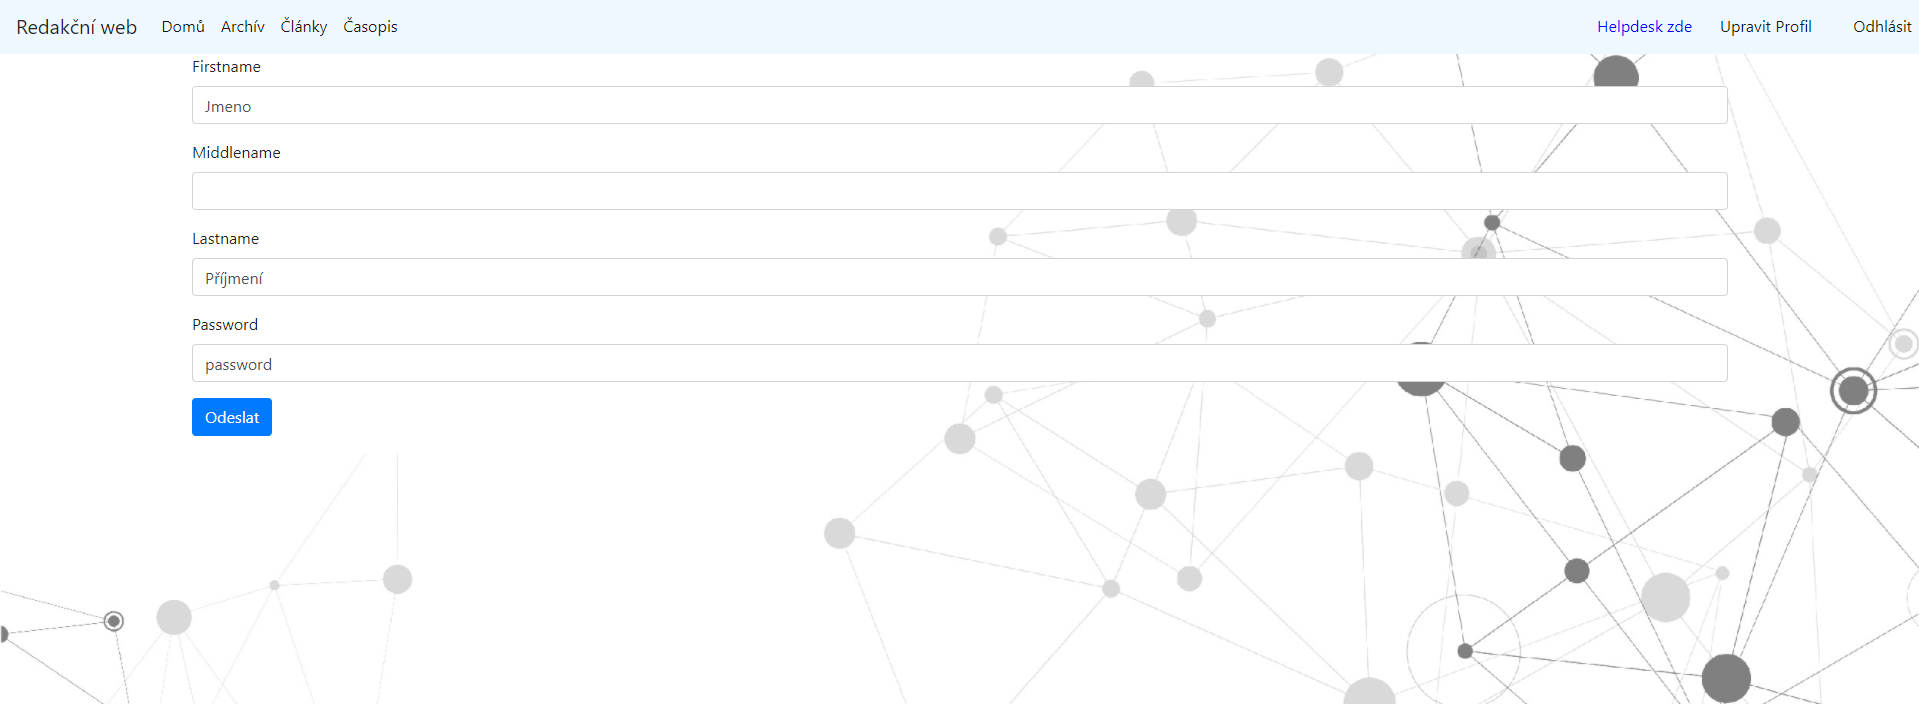 Redakční web Domů Archív Články Časopis Helpdesk zde Upravit Profil Odhlásit
Firstname
Jmeno
Middlename
Lastname
Příjmení
Password
password
Odeslat